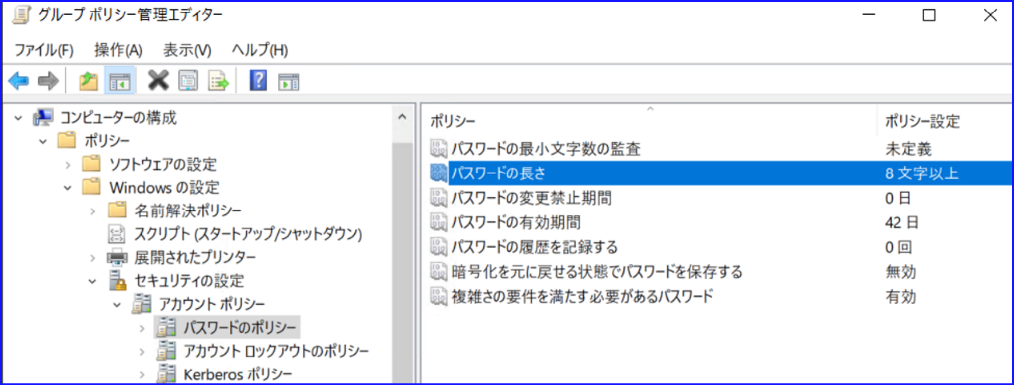 グループ ポリシー管理エディター
ファイル(F) 操作(A) 表示(V) ヘルプ(H)
コンピューターの構成
ポリシー
ソフトウェアの設定
Windows の設定
名前解決ポリシー
スクリプト (スタートアップ/シャットダウン)
展開されたプリンター
セキュリティの設定
アカウント ポリシー
パスワードのポリシー
アカウント ロックアウトのポリシー
Kerberos ポリシー
ポリシー ポリシー設定
パスワードの最小文字数の監査 未定義
パスワードの長さ 8 文字以上
パスワードの変更禁止期間 0 日
パスワードの有効期間 42 日
パスワードの履歴を記録する 0 回
暗号化を元に戻せる状態でパスワードを保存する 無効
複雑さの要件を満たす必要があるパスワード 有効